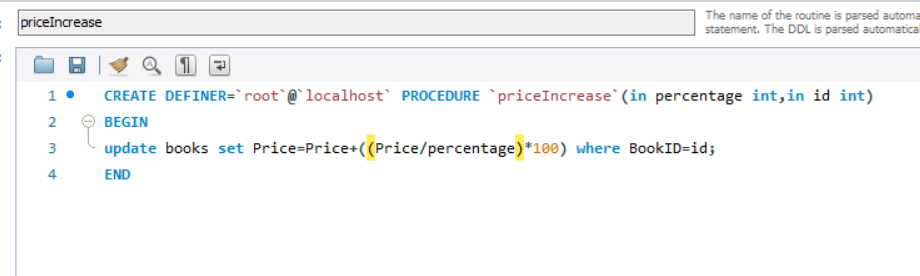 priceIncrease
The name of the routine is parsed
statement. The DDL is parsed
1 CREATE DEFINER=`root`@`localhost` PROCEDURE `priceIncrease`(in percentage int,in id int)
2 BEGIN
3 update books set Price=Price+((Price/percentage)*100) where BookID=id;
4 END